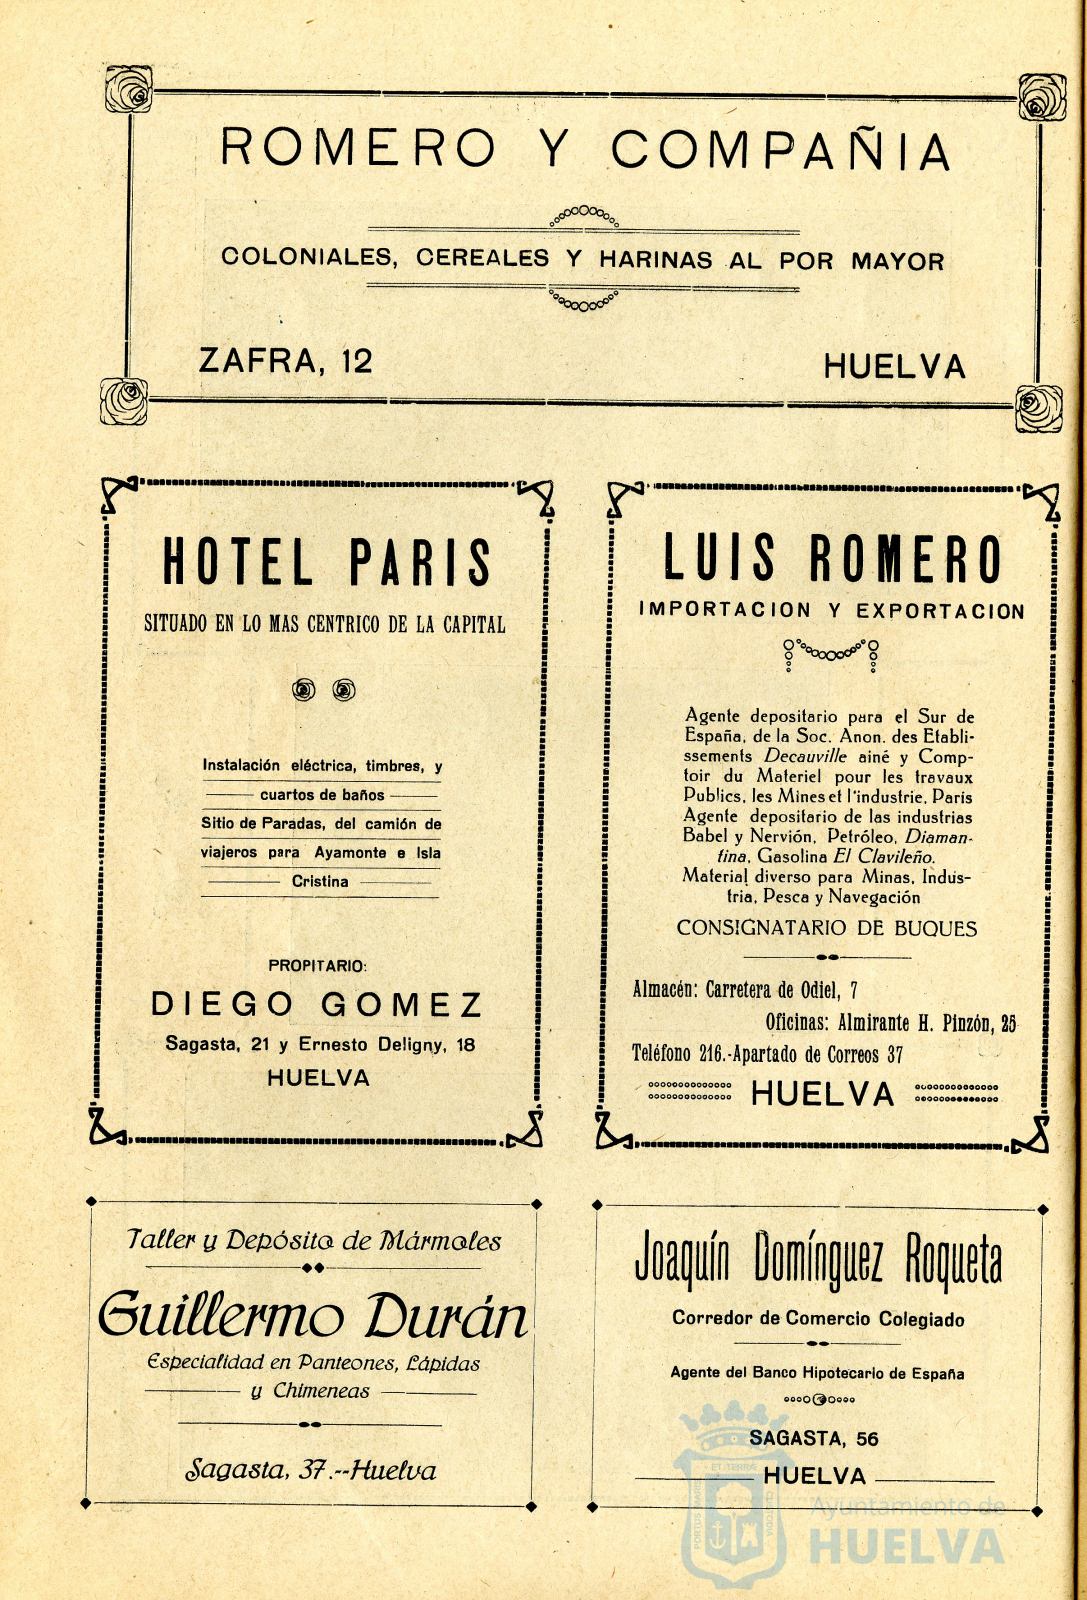 ROMERO Y COMPAÑIA
COLONIALES, CEREALES Y HARINAS AL POR MAYOR
ZAFRA, 12
HUELVA
HOTEL PARIS
SITUADO EN LO MAS CENTRICO DE LA CAPITAL
Instalación eléctrica, timbres, y
cuartos de baños
Sitio de Paradas, del camión de
viajeros para Ayamonte e Isla
Cristina
PROPITARIO:
DIEGO GOMEZ
Sagasta, 21 y Ernesto Deligny, 18
HUELVA
LUIS ROMERO
IMPORTACION Y EXPORTACION
Agente depositario para el Sur de
España, de la Soc. Anon. des Etabli-
ssements Decauville ainé y Comp-
toir du Materiel pour les travaux
Publics, les Mines et l'industrie, Paris
Agente depositario de las industrias
Babel y Nervión, Petróleo, Diaman-
tina, Gasolina El Clavileño.
Material diverso para Minas, Indus-
tria, Pesca y Navegación
CONSIGNATARIO DE BUQUES
Almacén: Carretera de Odiel, 7
Oficinas: Almirante H. Pinzón, 25
Teléfono 216.-Apartado de Correos 37
HUELVA
Taller y Depósito de Mármoles
Guillermo Durán
Especialidad en Panteones, Lápidas
y Chimeneas
Sagasta, 37.--Huelva
Joaquín Domínguez Roqueta
Corredor de Comercio Colegiado
Agente del Banco Hipotecario de España
SAGASTA, 56
HUELVA
PORTUS MARIS ET TERRÆ CUSTODIA
Ayuntamiento de
HUELVA